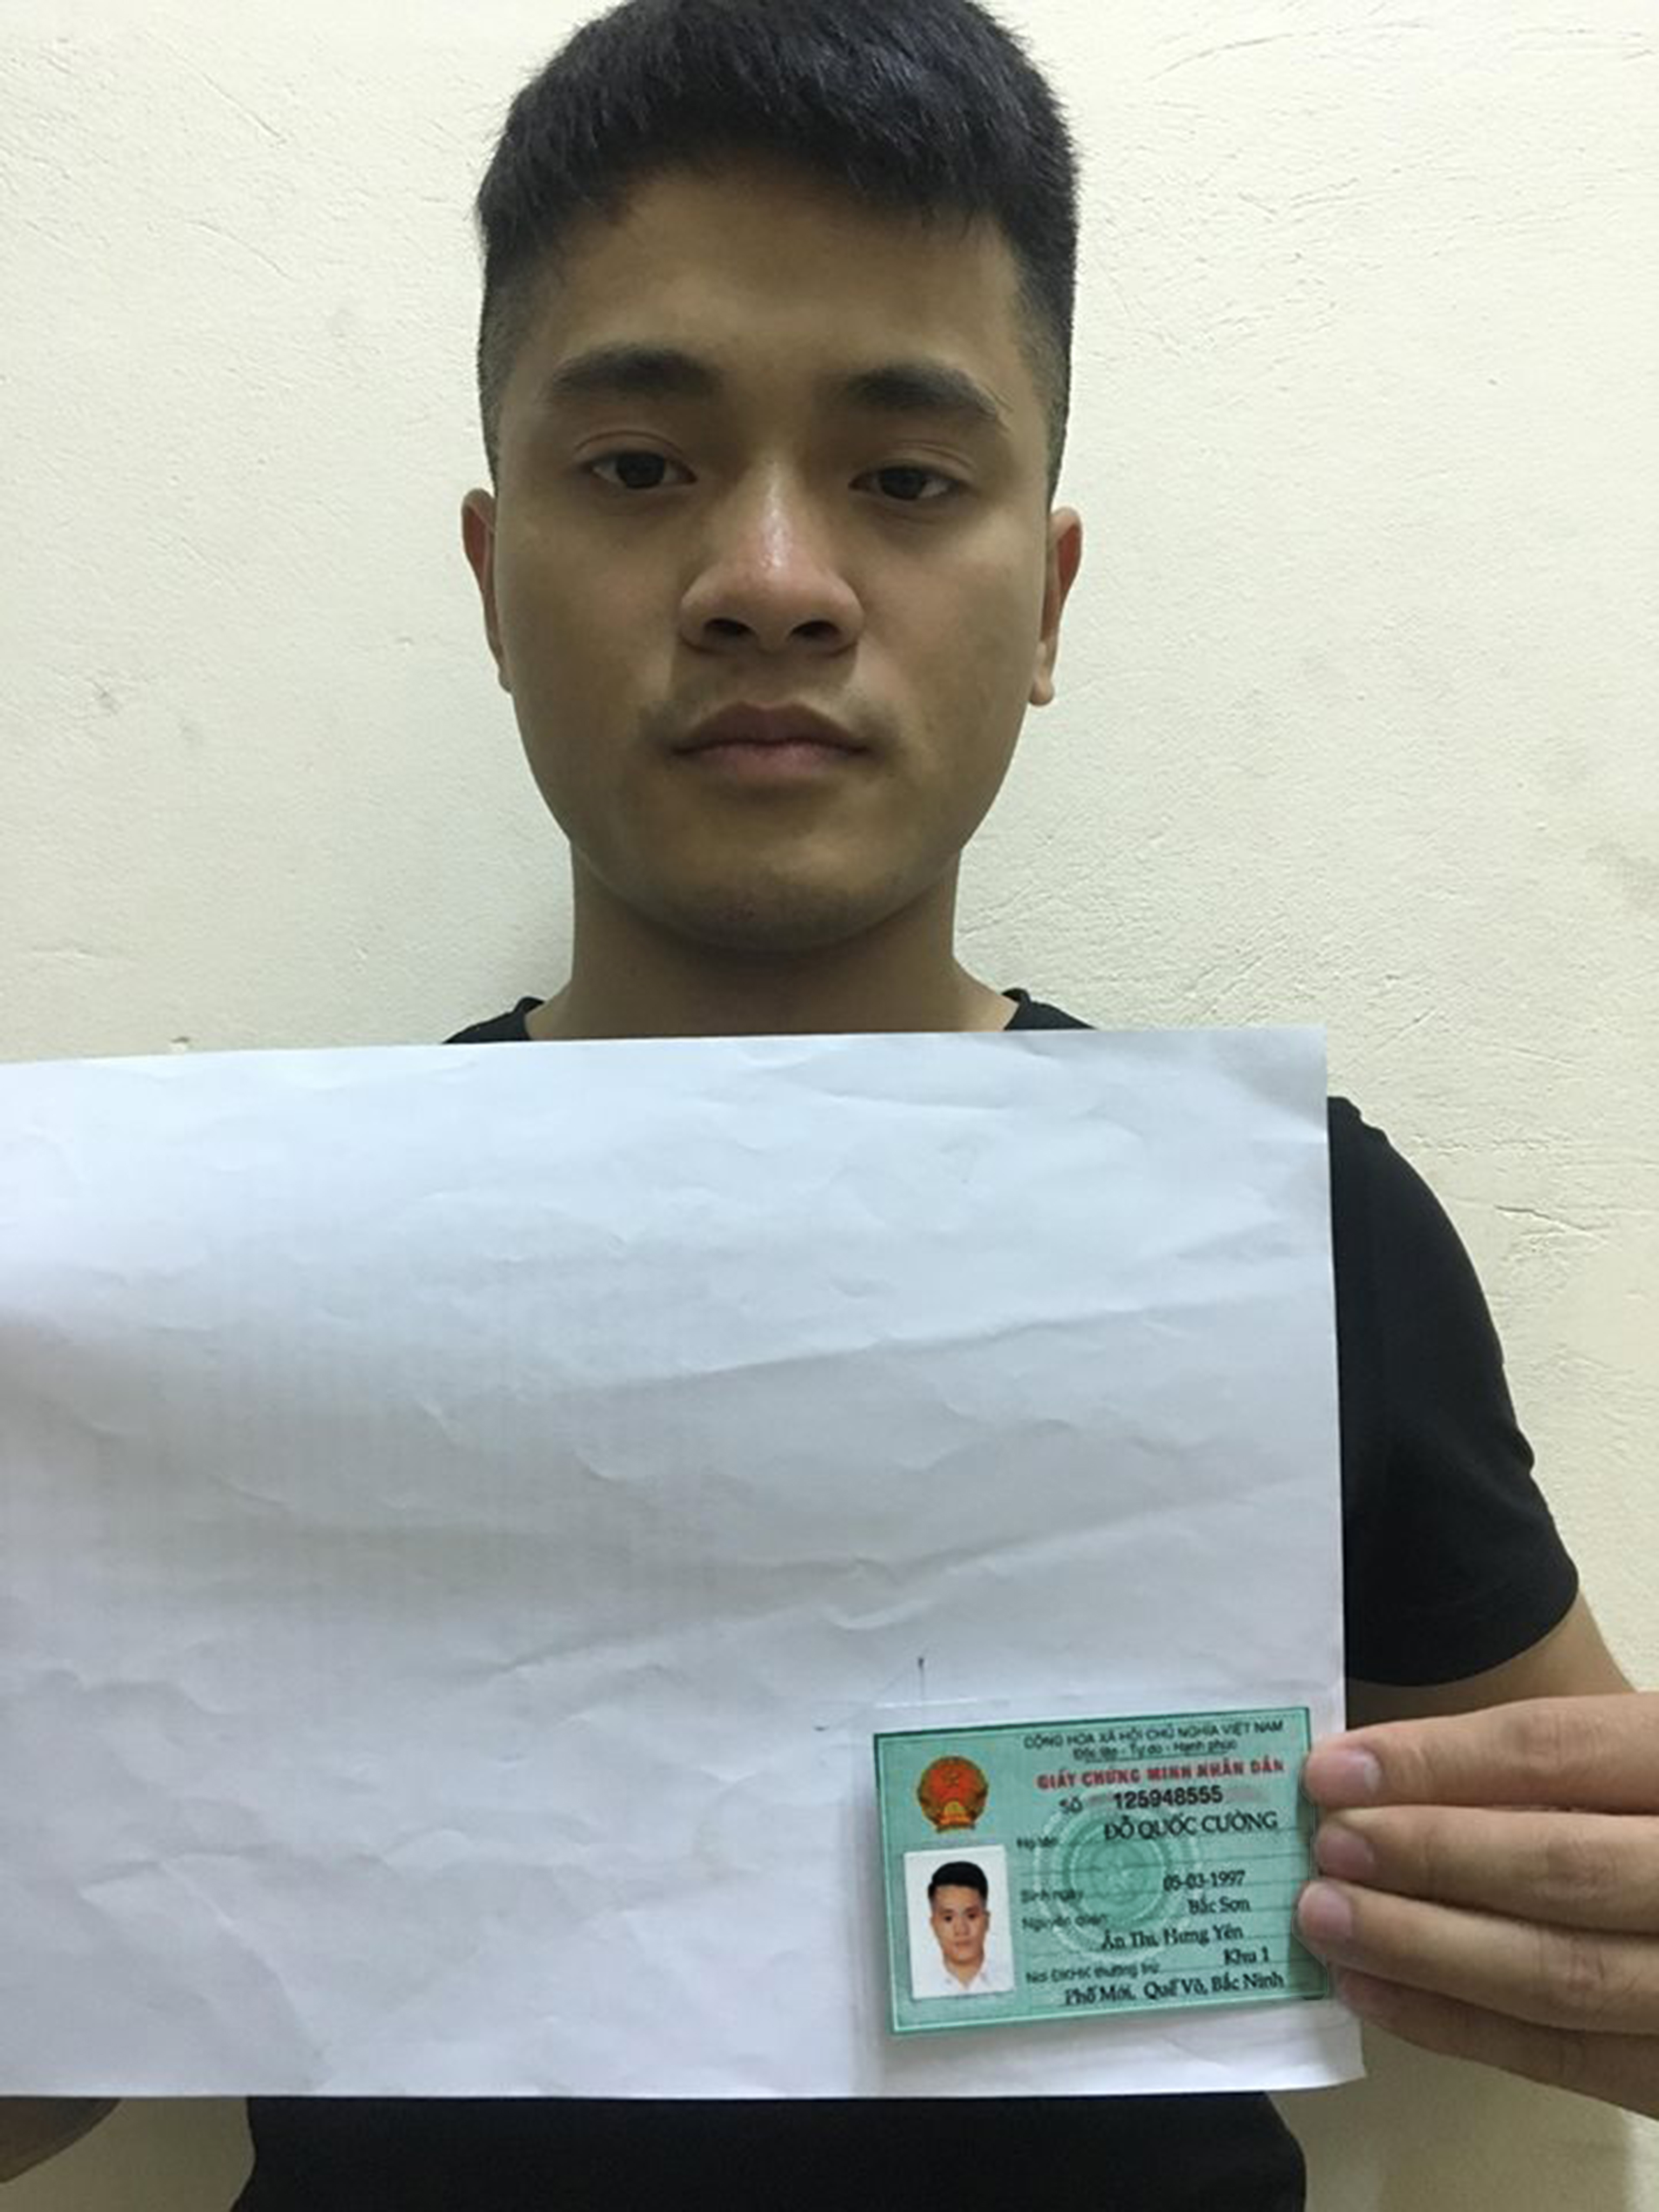 CỘNG HÒA XÃ HỘI CHỦ NGHĨA VIỆT NAM
Độc lập - Tự do - Hạnh phúc
GIẤY CHỨNG MINH NHÂN DÂN
SỐ 125948555
Họ tên ĐỖ QUỐC CƯỜNG
Sinh ngày 05-03-1997
Nguyên quán Bắc Sơn
Ân Thi, Hưng Yên
Nơi ĐKHK thường trú Khu 1
Phố Mới, Quế Võ, Bắc Ninh